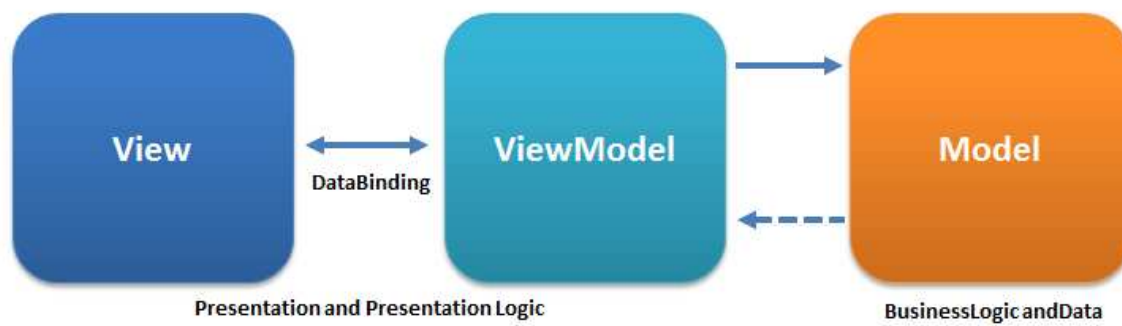 View
ViewModel
Model
DataBinding
Presentation and Presentation Logic
BusinessLogic andData